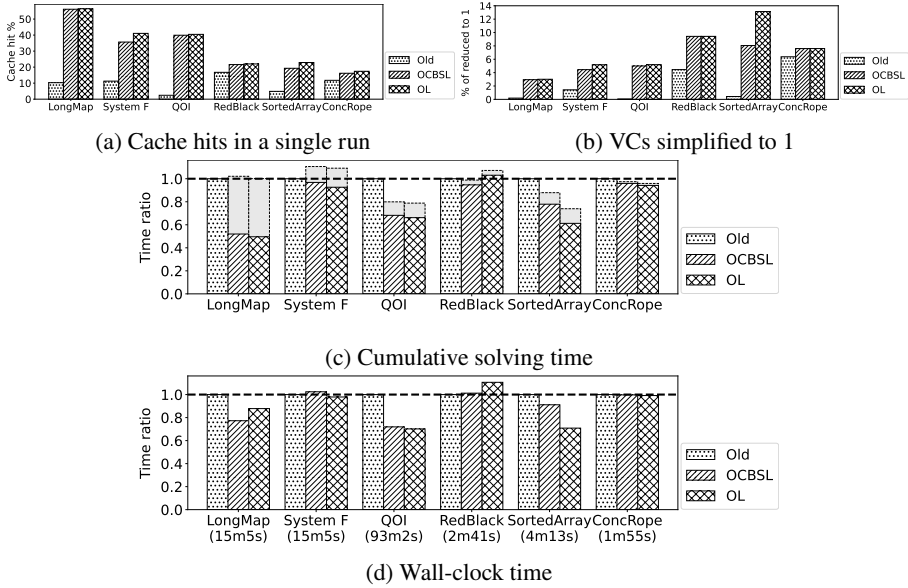 Cache hit %
50
40
30
20
10
0
LongMap System F QOI RedBlack SortedArray ConcRope
Old
OCBSL
OL
(a) Cache hits in a single run
% of reduced to 1
14
12
10
8
6
4
2
0
LongMap System F QOI RedBlack SortedArray ConcRope
Old
OCBSL
OL
(b) VCs simplified to 1
Time ratio
1.0
0.8
0.6
0.4
0.2
0.0
LongMap System F QOI RedBlack SortedArray ConcRope
Old
OCBSL
OL
(c) Cumulative solving time
Time ratio
1.0
0.8
0.6
0.4
0.2
0.0
LongMap System F QOI RedBlack SortedArray ConcRope
(15m5s) (15m5s) (93m2s) (2m41s) (4m13s) (1m55s)
Old
OCBSL
OL
(d) Wall-clock time